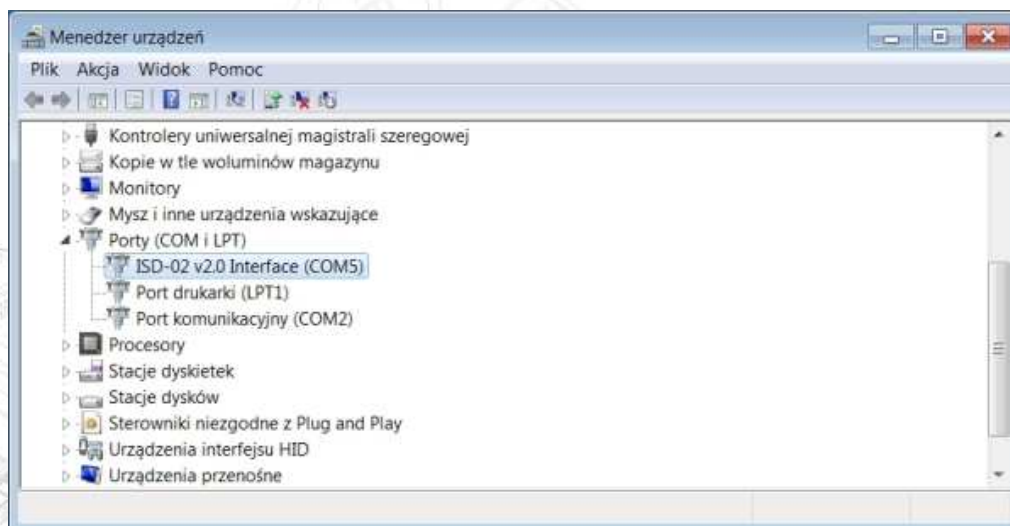 Menedżer urządzeń
Plik Akcja Widok Pomoc
Kontrolery uniwersalnej magistrali szeregowej
Kopie w tle woluminów magazynu
Monitory
Mysz i inne urządzenia wskazujące
Porty (COM i LPT)
ISD-02 v2.0 Interface (COM5)
Port drukarki (LPT1)
Port komunikacyjny (COM2)
Procesory
Stacje dyskietek
Stacje dysków
Sterowniki niezgodne z Plug and Play
Urządzenia interfejsu HID
Urządzenia przenośne